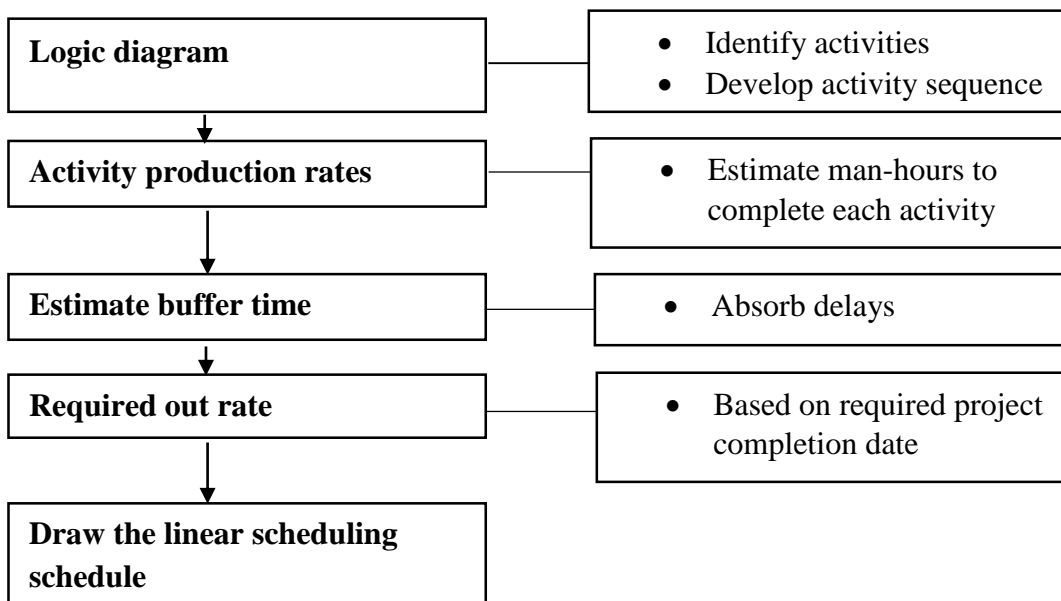 Logic diagram
• Identify activities
• Develop activity sequence
Activity production rates
• Estimate man-hours to
complete each activity
Estimate buffer time
• Absorb delays
Required out rate
• Based on required project
completion date
Draw the linear scheduling
schedule